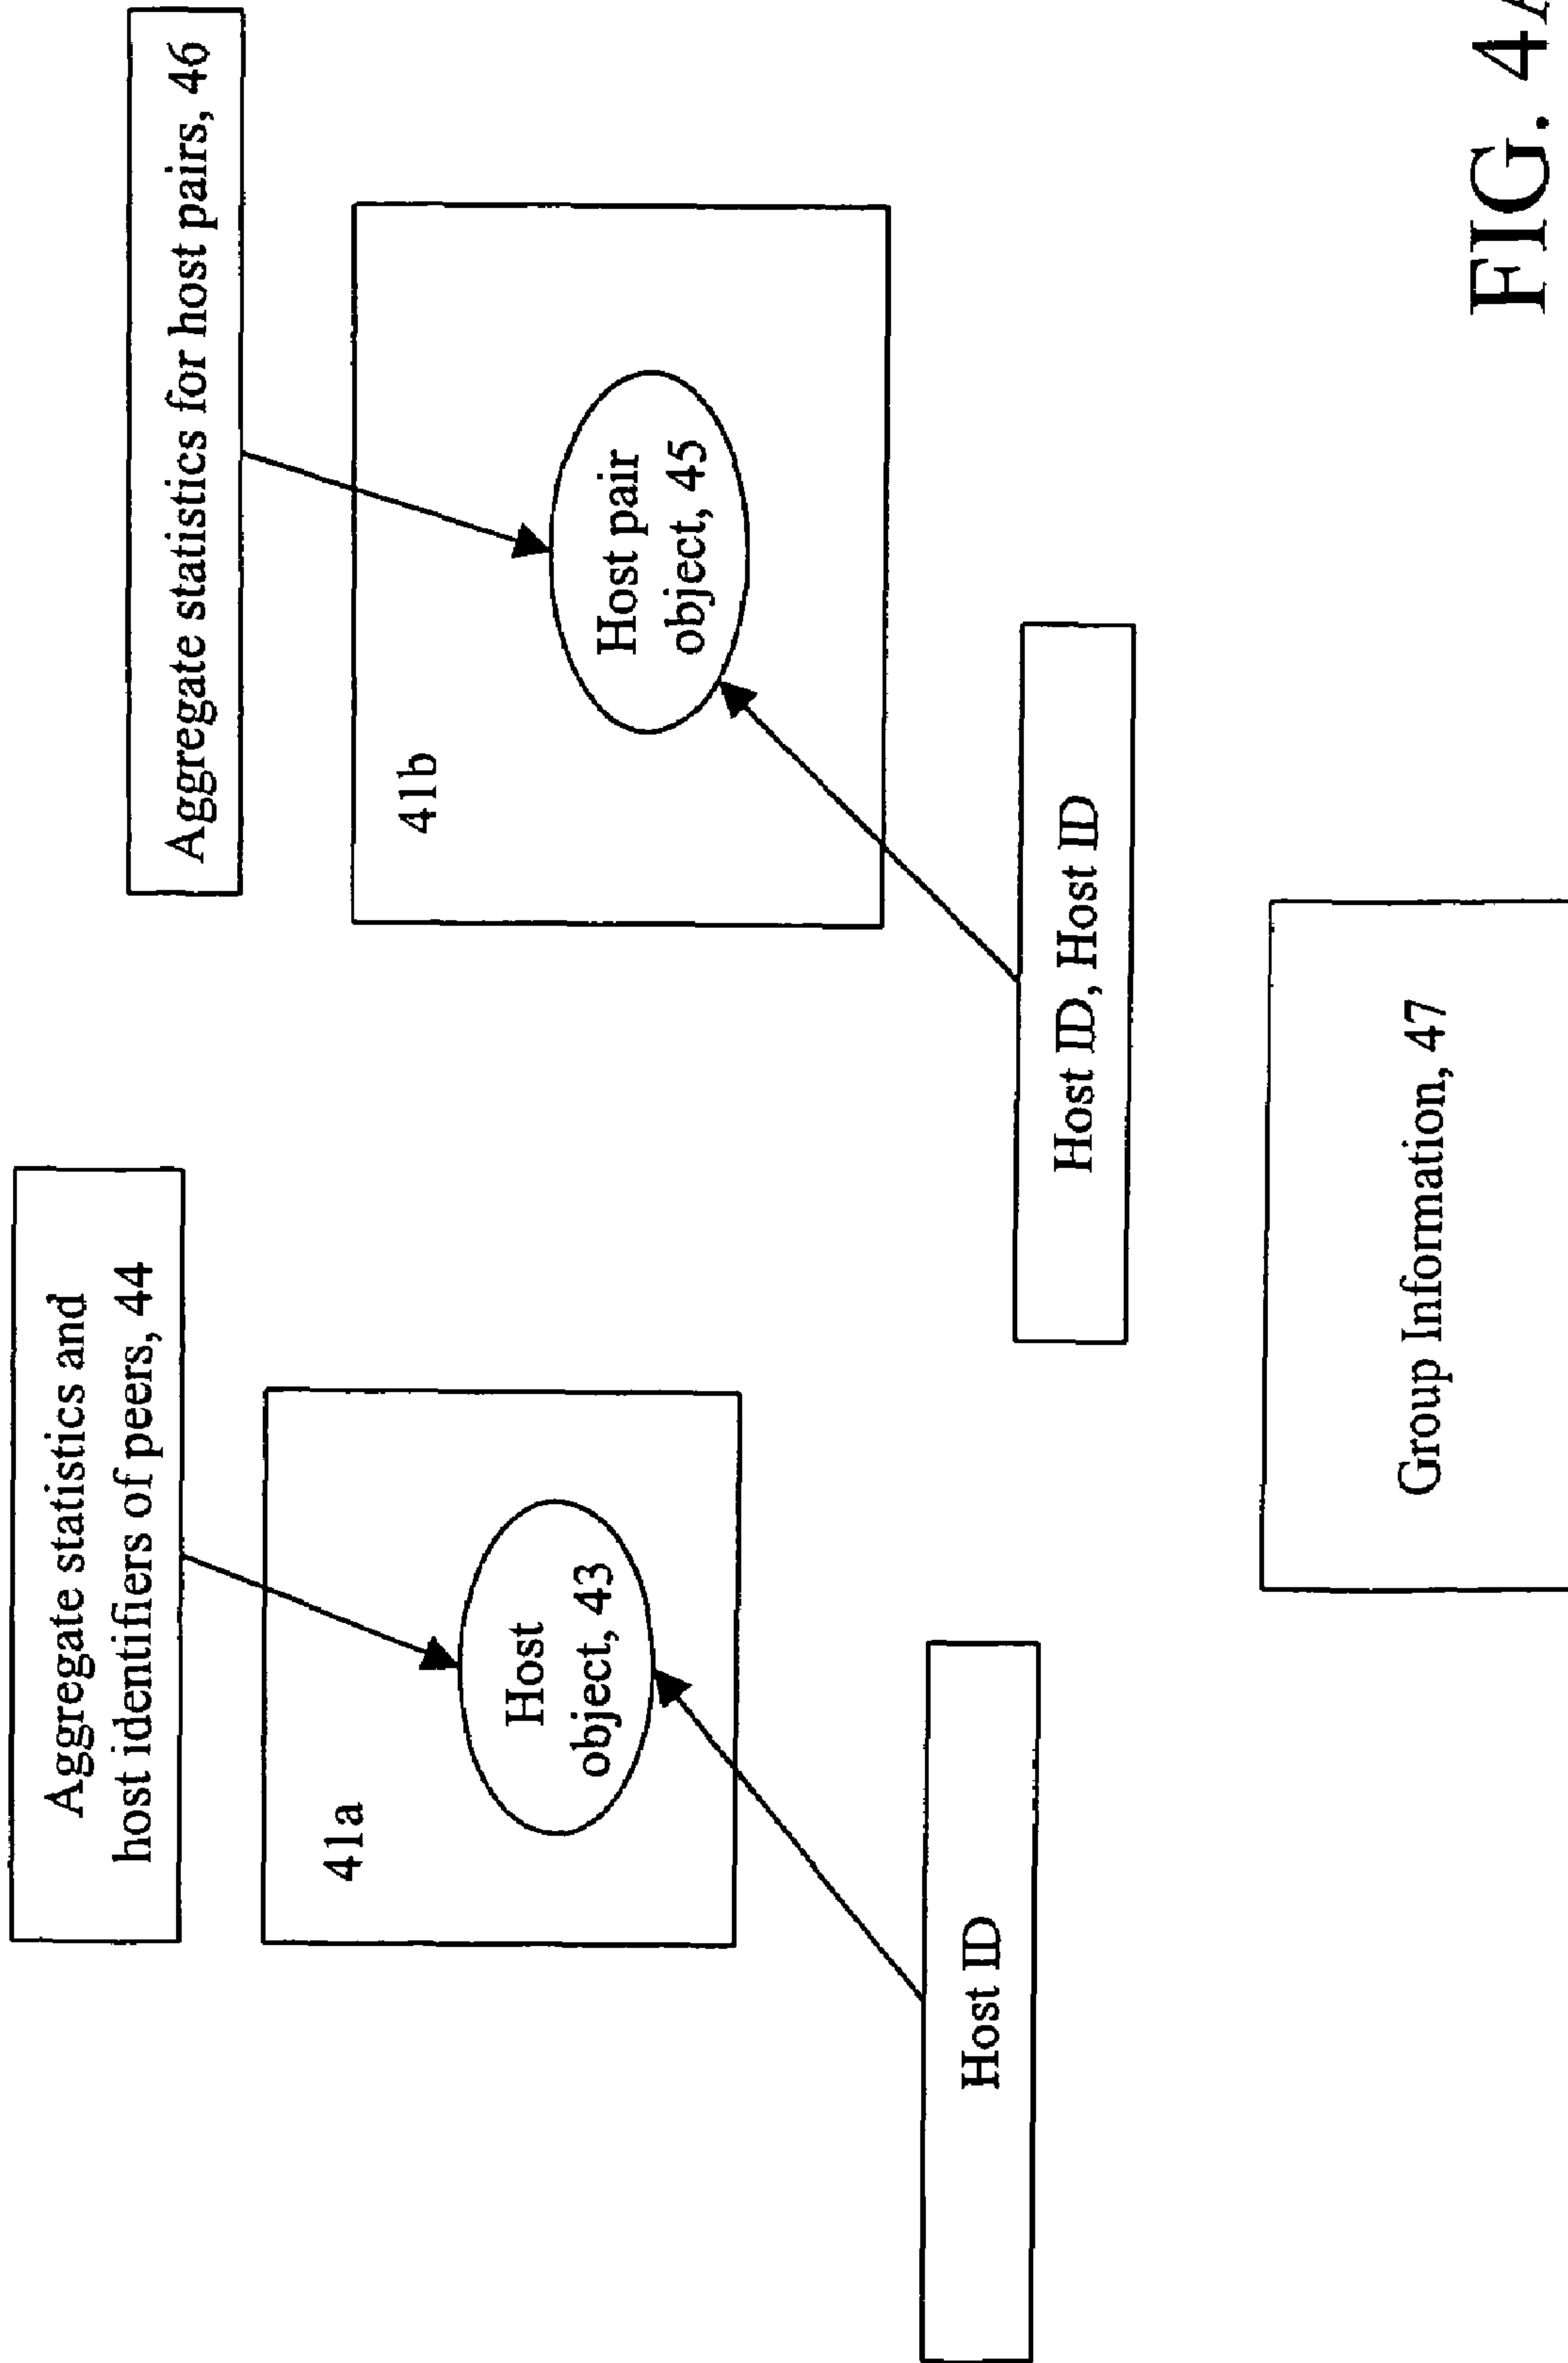 Aggregate statistics and
host identifiers of peers, 44
41a
Host
object, 43
Host ID
Aggregate statistics for host pairs, 46
41b
Host pair
object, 45
Host ID, Host ID
Group Information, 47
FIG. 4A